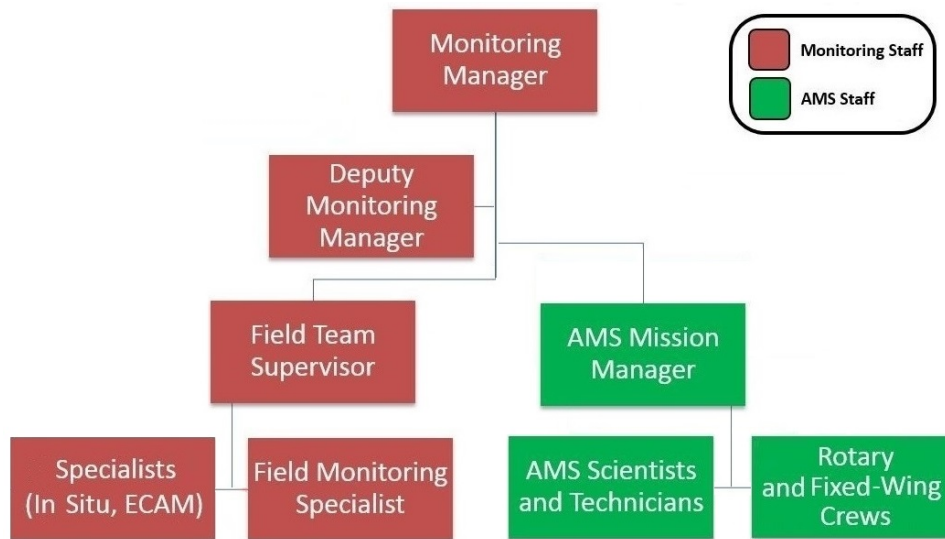 Monitoring
Manager
Monitoring Staff
AMS Staff
Deputy
Monitoring
Manager
Field Team
Supervisor
AMS Mission
Manager
Specialists
(In Situ, ECAM)
Field Monitoring
Specialist
AMS Scientists
and Technicians
Rotary
and Fixed-Wing
Crews